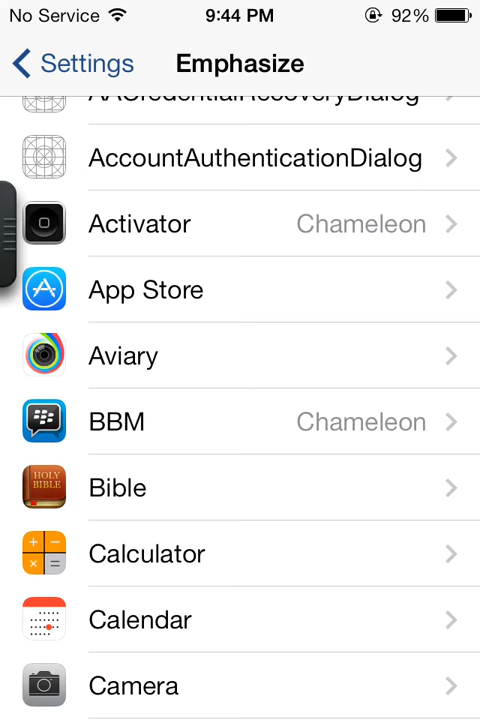 No Service 9:44 PM 92%
Settings Emphasize
AACredentialRecoveryDialog
AccountAuthenticationDialog
Activator Chameleon
App Store
Aviary
BBM Chameleon
HOLY
BIBLE
Bible
Calculator
Calendar
Camera